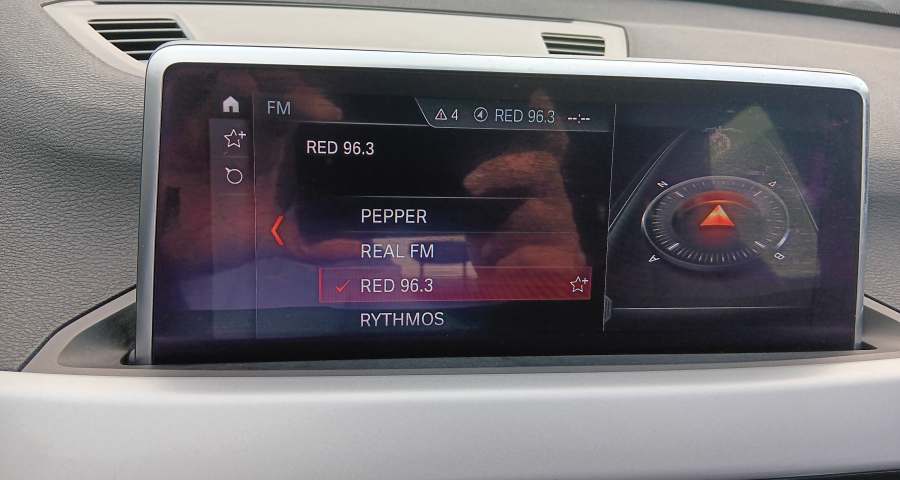 FM
4 RED 96.3 --:--
RED 96.3
PEPPER
REAL FM
RED 96.3
RYTHMOS
N
Δ
A
B